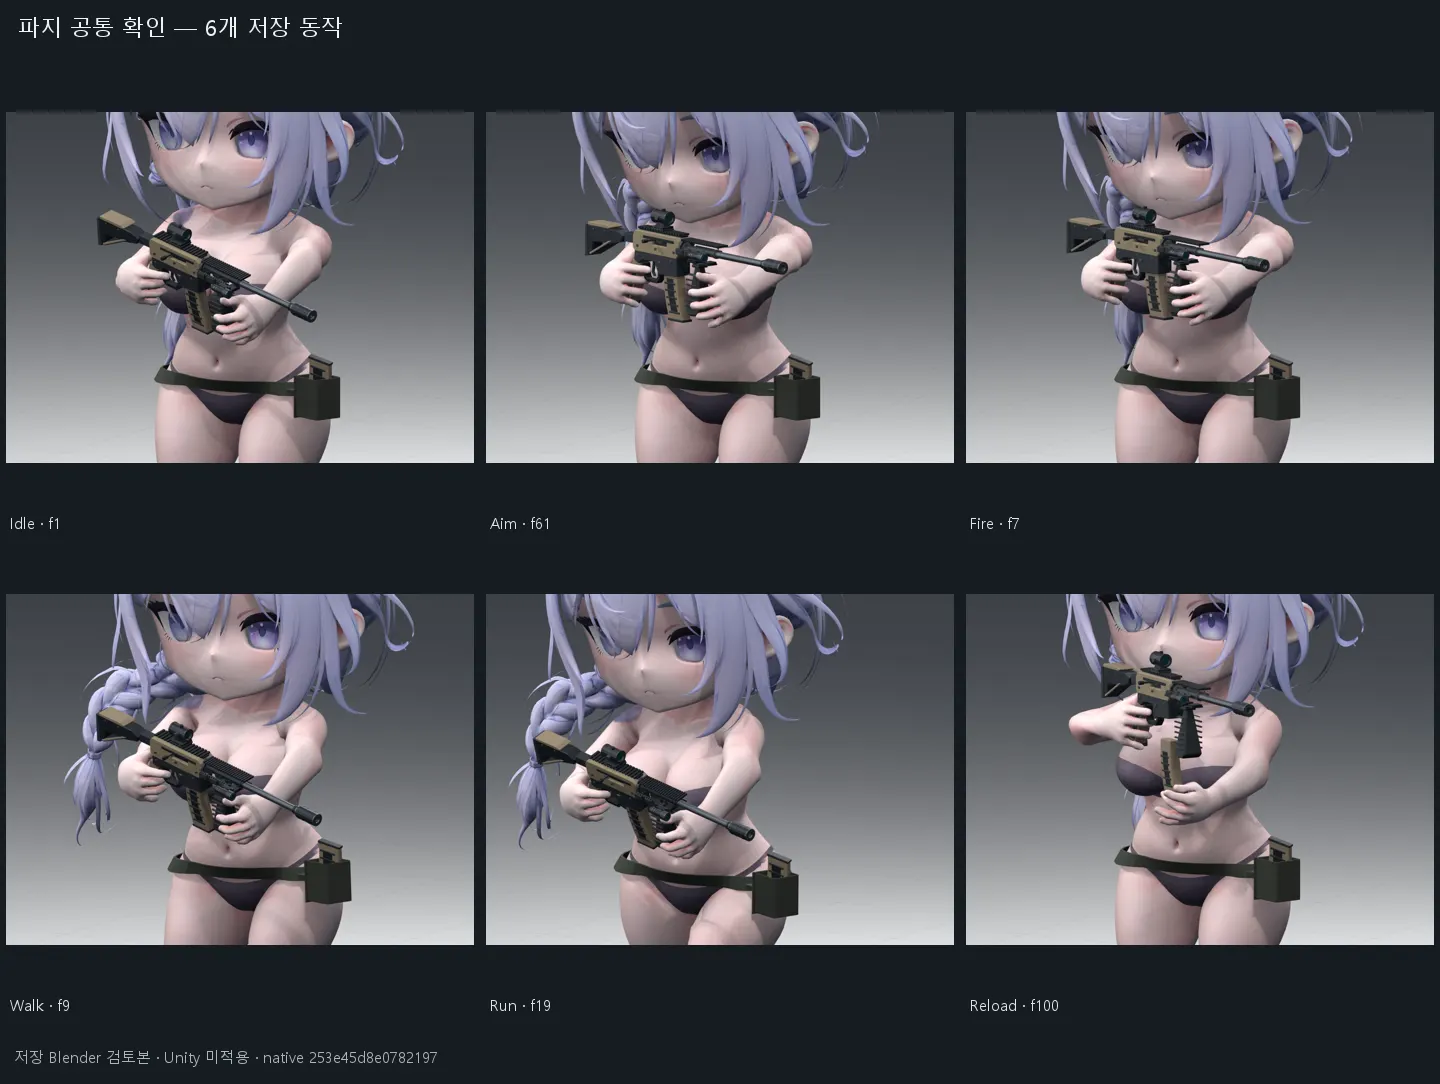 파지 공통 확인 — 6개 저장 동작
Idle · f1
Aim · f61
Fire · f7
Walk · f9
Run · f19
Reload · f100
저장 Blender 검토본 · Unity 미적용 · native 253e45d8e0782197